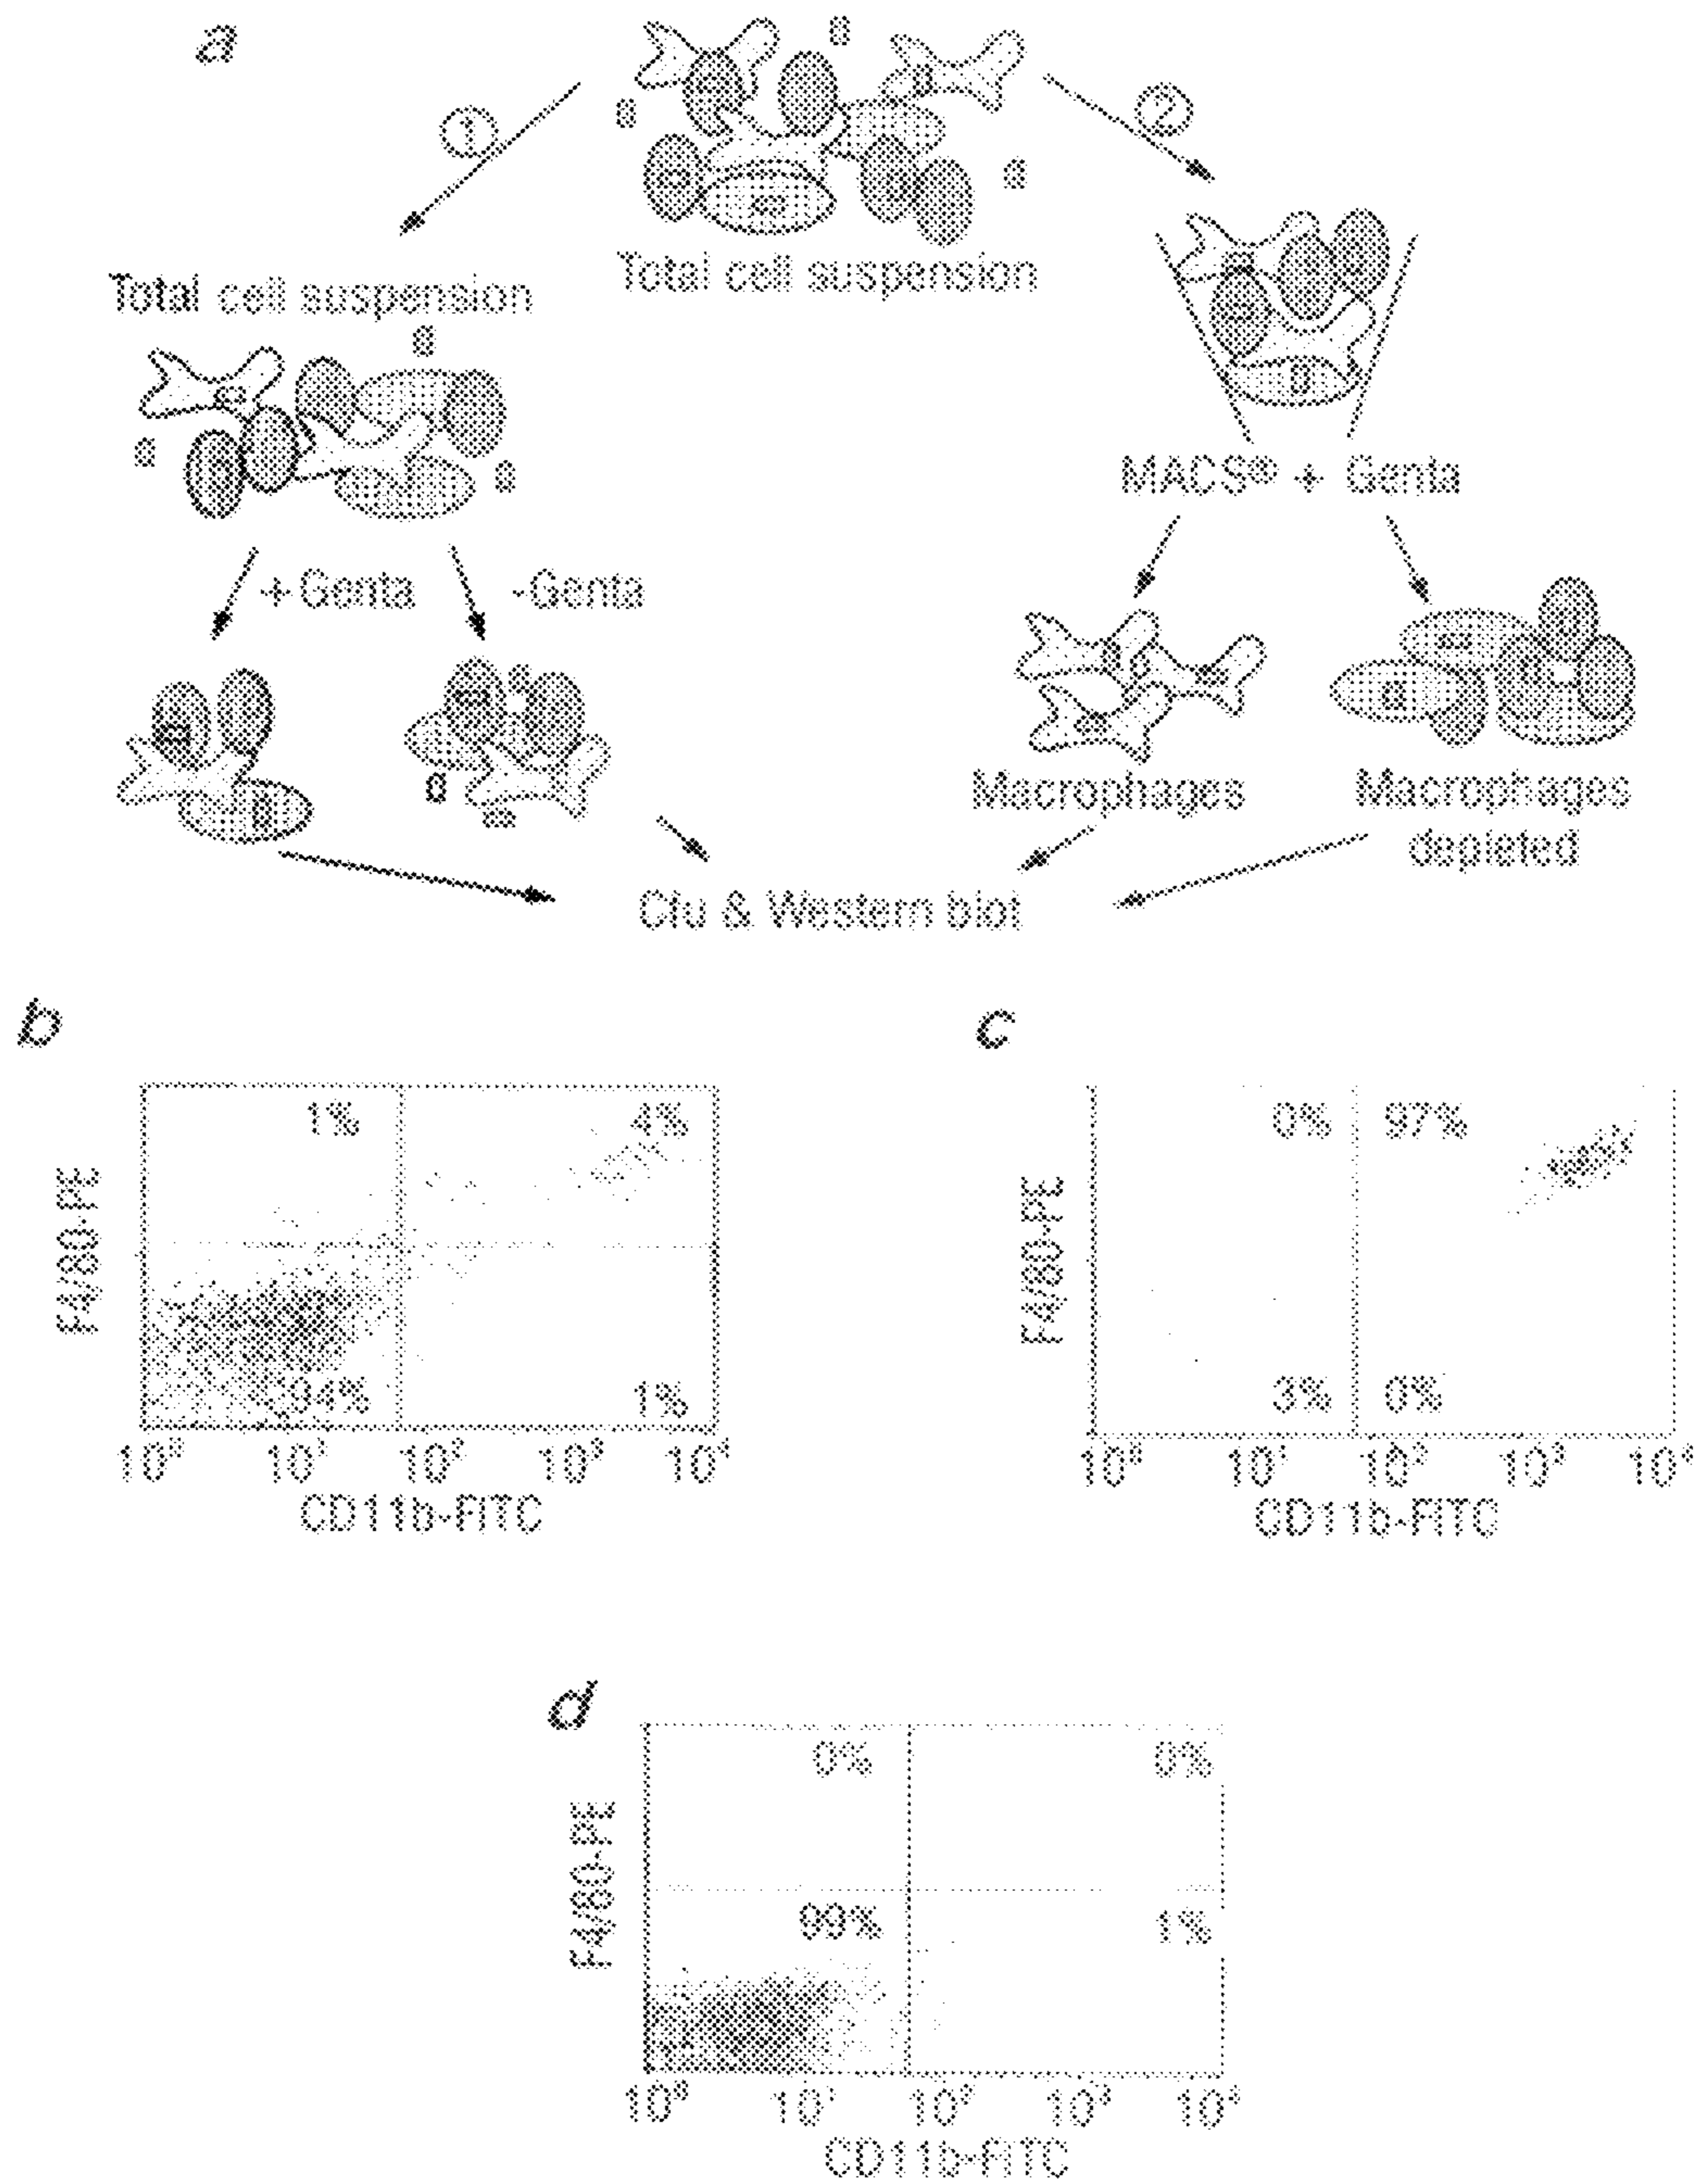 a
1
2
Total cell suspension
Total cell suspension
MACS® + Genta
+Genta
-Genta
Macrophages
Macrophages
depleted
Cfu & Western blot
b
1%
4%
94%
1%
F4/80-PE
10⁰ 10¹ 10² 10³ 10⁴
CD11b-FITC
c
0%
97%
3%
0%
F4/80-PE
10⁰ 10¹ 10² 10³ 10⁴
CD11b-FITC
d
0%
0%
99%
1%
F4/80-PE
10⁰ 10¹ 10² 10³ 10⁴
CD11b-FITC